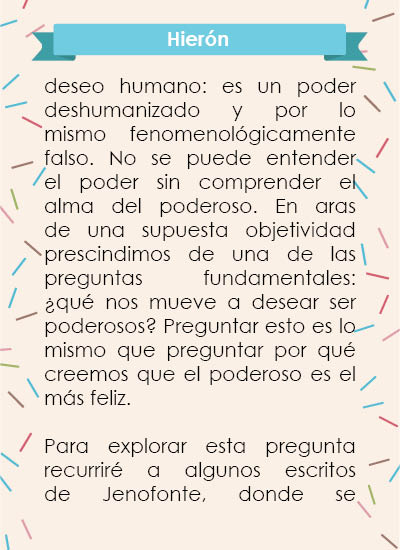 Hierón
deseo humano: es un poder
deshumanizado y por lo
mismo fenomenológicamente
falso. No se puede entender
el poder sin comprender el
alma del poderoso. En aras
de una supuesta objetividad
prescindimos de una de las
preguntas fundamentales:
¿qué nos mueve a desear ser
poderosos? Preguntar esto es lo
mismo que preguntar por qué
creemos que el poderoso es el
más feliz.
Para explorar esta pregunta
recurriré a algunos escritos
de Jenofonte, donde se